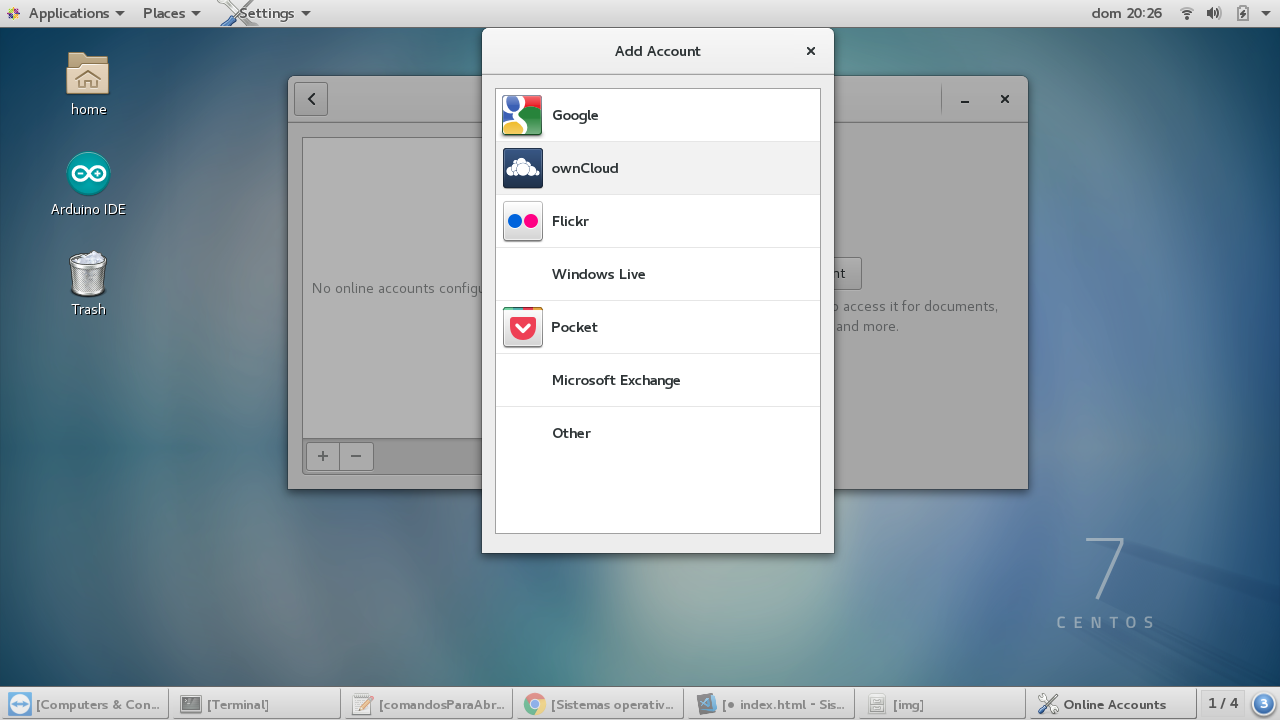 Applications Places Settings dom 20:26
Add Account
home
Google
ownCloud
Arduino IDE
Flickr
Windows Live
No online accounts
access it for documents,
Trash
and more.
Pocket
Microsoft Exchange
Other
7
CENTOS
[Computers & Con... [Terminal] [comandosParaAbr... [Sistemas operativ... [• index.html - Sis... [img] Online Accounts 1 / 4 3